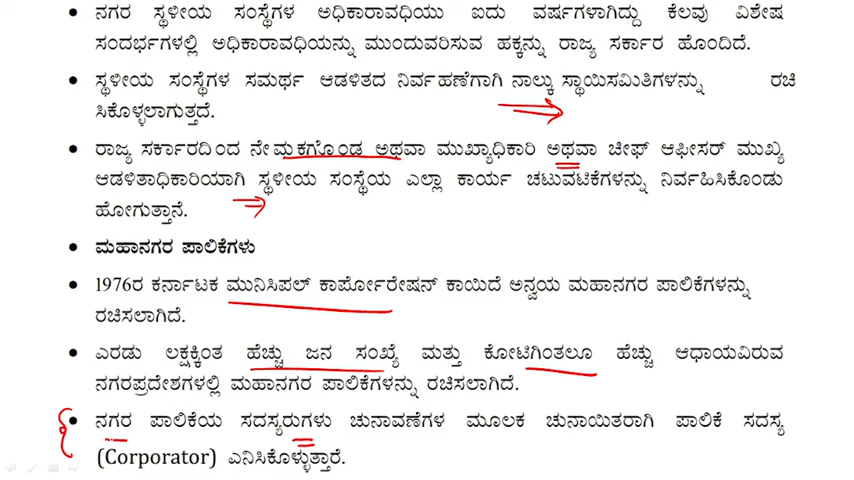 • ನಗರ ಸ್ಥಳೀಯ ಸಂಸ್ಥೆಗಳ ಅಧಿಕಾರಾವಧಿಯು ಐದು ವರ್ಷಗಳಾಗಿದ್ದು ಕೆಲವು ವಿಶೇಷ
ಸಂದರ್ಭಗಳಲ್ಲಿ ಅಧಿಕಾರಾವಧಿಯನ್ನು ಮುಂದುವರಿಸುವ ಹಕ್ಕನ್ನು ರಾಜ್ಯ ಸರ್ಕಾರ ಹೊಂದಿದೆ.
• ಸ್ಥಳೀಯ ಸಂಸ್ಥೆಗಳ ಸಮರ್ಥ ಆಡಳಿತದ ನಿರ್ವಹಣೆಗಾಗಿ ನಾಲ್ಕು ಸ್ಥಾಯಿಸಮಿತಿಗಳನ್ನು ರಚಿ
ಸಿಕೊಳ್ಳಲಾಗುತ್ತದೆ.
• ರಾಜ್ಯ ಸರ್ಕಾರದಿಂದ ನೇಮಕಗೊಂಡ ಅಥವಾ ಮುಖ್ಯಾಧಿಕಾರಿ ಅಥವಾ ಚೀಫ್ ಆಫೀಸರ್ ಮುಖ್ಯ
ಆಡಳಿತಾಧಿಕಾರಿಯಾಗಿ ಸ್ಥಳೀಯ ಸಂಸ್ಥೆಯ ಎಲ್ಲಾ ಕಾರ್ಯ ಚಟುವಟಿಕೆಗಳನ್ನು ನಿರ್ವಹಿಸಿಕೊಂಡು
ಹೋಗುತ್ತಾನೆ.
• ಮಹಾನಗರ ಪಾಲಿಕೆಗಳು
• 1976ರ ಕರ್ನಾಟಕ ಮುನಿಸಿಪಲ್ ಕಾರ್ಪೋರೇಷನ್ ಕಾಯಿದೆ ಅನ್ವಯ ಮಹಾನಗರ ಪಾಲಿಕೆಗಳನ್ನು
ರಚಿಸಲಾಗಿದೆ.
• ಎರಡು ಲಕ್ಷಕ್ಕಿಂತ ಹೆಚ್ಚು ಜನ ಸಂಖ್ಯೆ ಮತ್ತು ಕೋಟಿಗಿಂತಲೂ ಹೆಚ್ಚು ಆಧಾಯವಿರುವ
ನಗರಪ್ರದೇಶಗಳಲ್ಲಿ ಮಹಾನಗರ ಪಾಲಿಕೆಗಳನ್ನು ರಚಿಸಲಾಗಿದೆ.
• ನಗರ ಪಾಲಿಕೆಯ ಸದಸ್ಯರುಗಳು ಚುನಾವಣೆಗಳ ಮೂಲಕ ಚುನಾಯಿತರಾಗಿ ಪಾಲಿಕೆ ಸದಸ್ಯ
(Corporator) ಎನಿಸಿಕೊಳ್ಳುತ್ತಾರೆ.